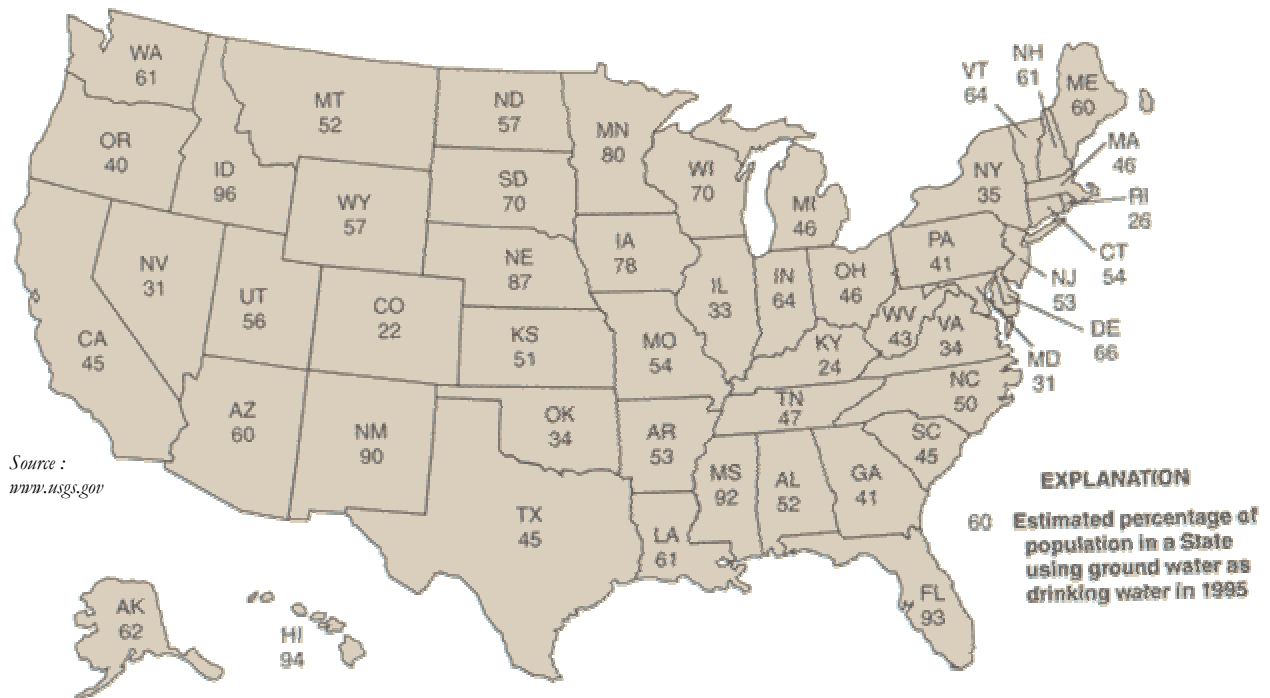 WA
61
MT
52
ND
57
MN
80
OR
40
ID
96
WY
57
SD
70
WI
70
MI
46
NH
61
VT
64
ME
60
MA
46
NY
35
RI
26
CT
54
NJ
53
DE
66
MD
31
PA
41
NV
31
UT
56
CO
22
NE
87
IA
78
IL
33
IN
64
OH
46
WV
43
VA
34
CA
45
KS
51
MO
54
KY
24
NC
50
TN
47
SC
45
AZ
60
NM
90
OK
34
AR
53
MS
92
AL
52
GA
41
TX
45
LA
61
FL
93
AK
62
HI
94
Source :
www.usgs.gov
EXPLANATION
60 Estimated percentage of
population in a State
using ground water as
drinking water in 1995